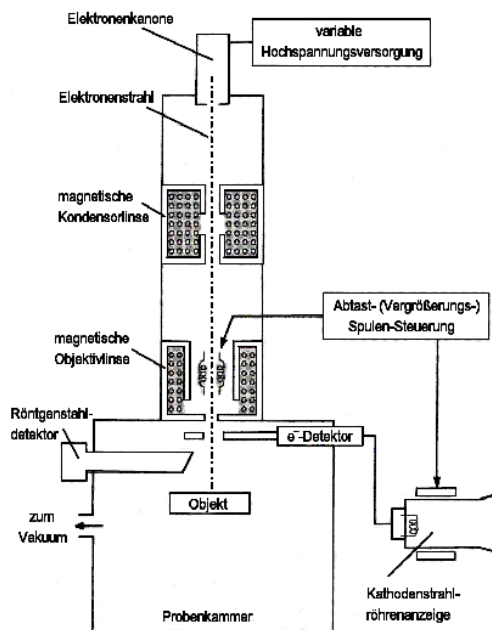 Elektronenkanone
variable
Hochspannungsversorgung
Elektronenstrahl
magnetische
Kondensorlinse
Abtast- (Vergrößerungs-)
Spulen-Steuerung
magnetische
Objektivlinse
Röntgenstahl-
detektor
e⁻-Detektor
Objekt
zum
Vakuum
Kathodenstrahl-
röhrenanzeige
Probenkammer